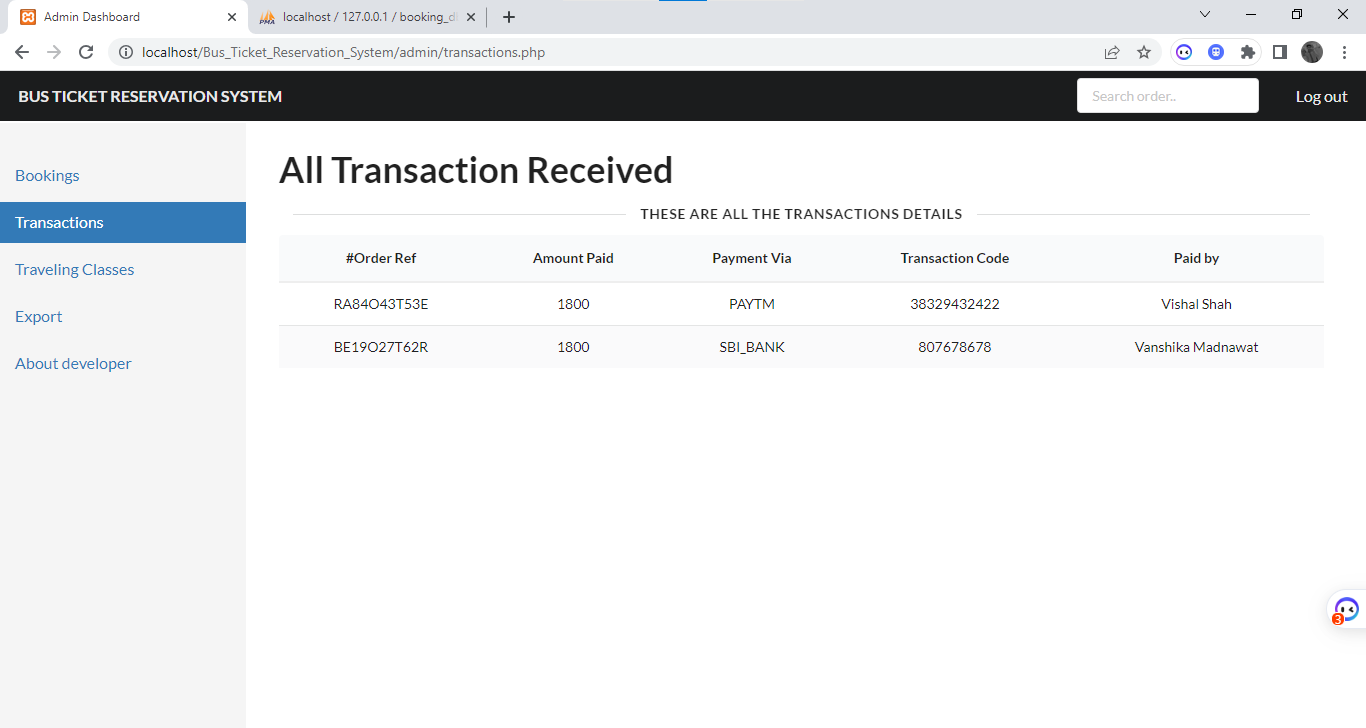 Admin Dashboard
localhost / 127.0.0.1 / booking_d
localhost/Bus_Ticket_Reservation_System/admin/transactions.php
BUS TICKET RESERVATION SYSTEM
Search order..
Log out
Bookings
Transactions
Traveling Classes
Export
About developer
All Transaction Received
THESE ARE ALL THE TRANSACTIONS DETAILS
#Order Ref Amount Paid Payment Via Transaction Code Paid by
RA84O43T53E 1800 PAYTM 38329432422 Vishal Shah
BE19O27T62R 1800 SBI_BANK 807678678 Vanshika Madnawat
3